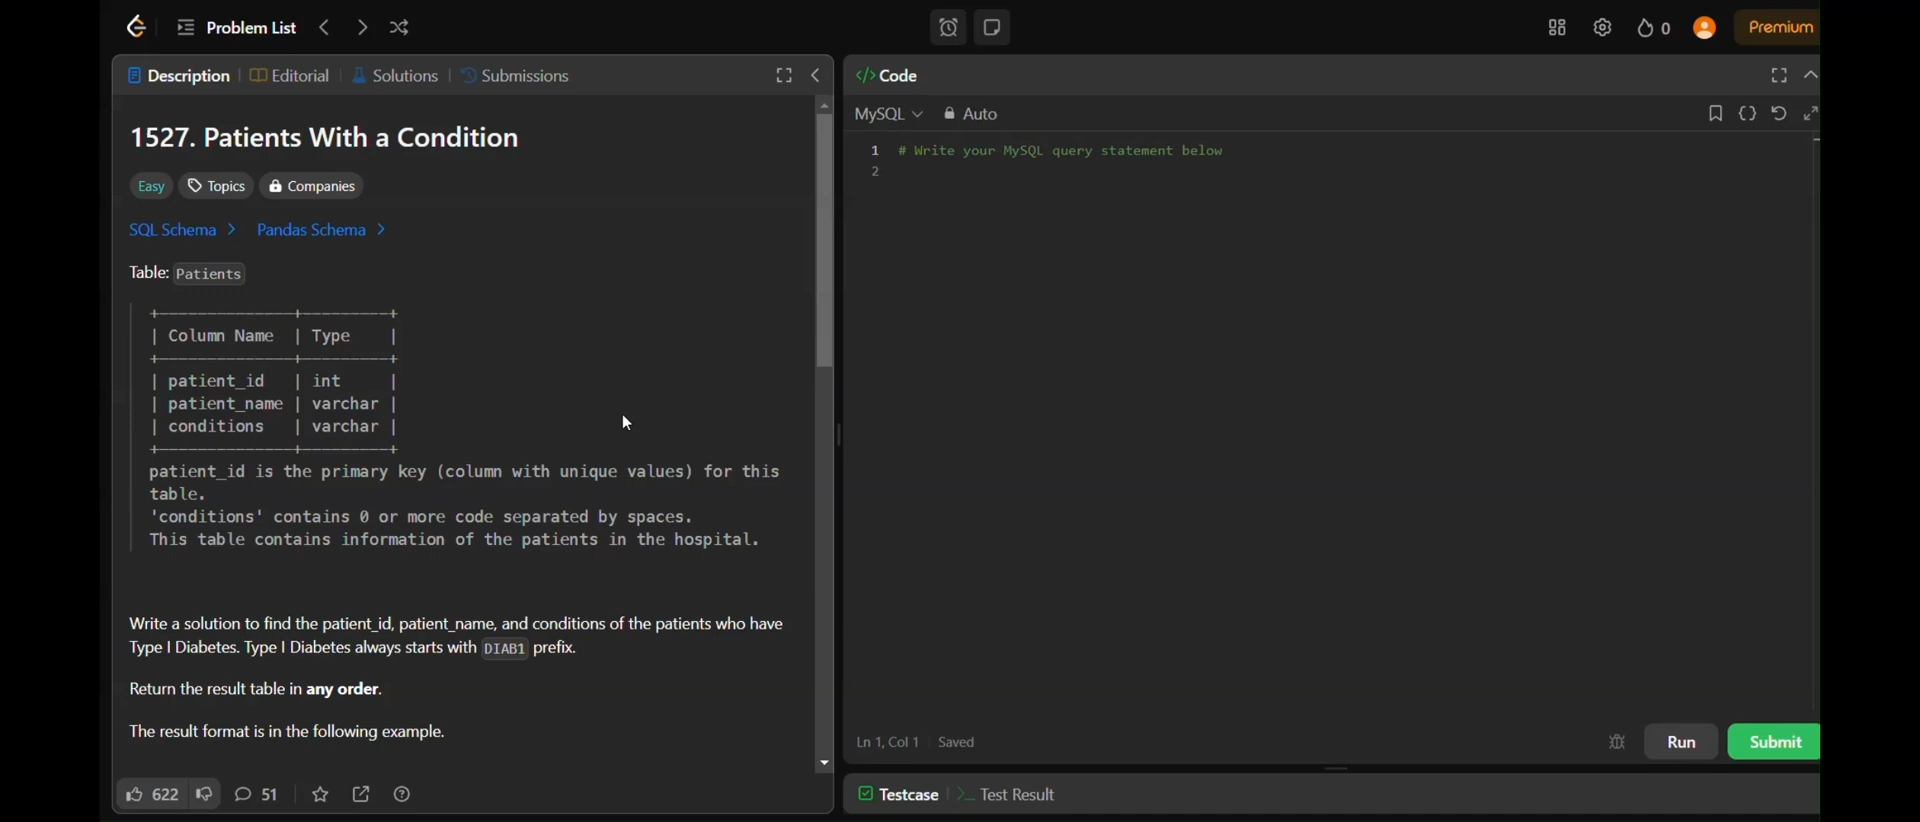 Problem List
0
Premium
Description
Editorial
Solutions
Submissions
1527. Patients With a Condition
Easy
Topics
Companies
SQL Schema >
Pandas Schema >
Table: Patients
+--------------+---------+
| Column Name | Type |
+--------------+---------+
| patient_id | int |
| patient_name | varchar |
| conditions | varchar |
+--------------+---------+
patient_id is the primary key (column with unique values) for this
table.
'conditions' contains 0 or more code separated by spaces.
This table contains information of the patients in the hospital.
Write a solution to find the patient_id, patient_name, and conditions of the patients who have
Type I Diabetes. Type I Diabetes always starts with DIAB1 prefix.
Return the result table in any order.
The result format is in the following example.
622
51
</> Code
MySQL
Auto
1 # Write your MySQL query statement below
2
Ln 1, Col 1
Saved
Run
Submit
Testcase
>_ Test Result